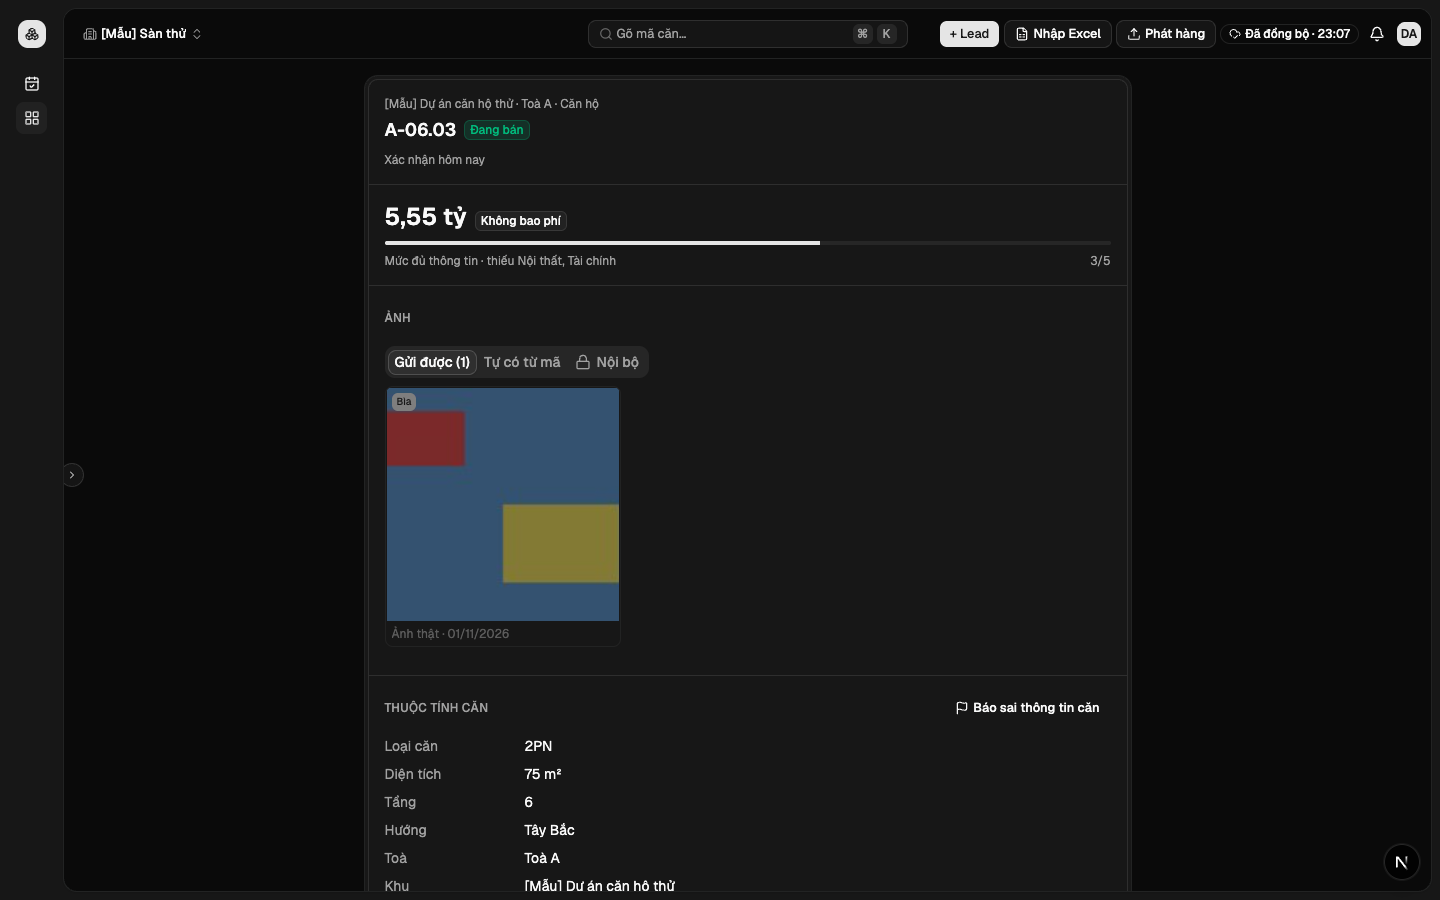 [Mẫu] Sàn thử
Gõ mã căn...
⌘ K
+ Lead
Nhập Excel
Phát hàng
Đã đồng bộ · 23:07
DA
[Mẫu] Dự án căn hộ thử · Toà A · Căn hộ
A-06.03
Đang bán
Xác nhận hôm nay
5,55 tỷ
Không bao phí
Mức đủ thông tin · thiếu Nội thất, Tài chính
3/5
ẢNH
Gửi được (1)
Tự có từ mã
Nội bộ
Bìa
Ảnh thật · 01/11/2026
THUỘC TÍNH CĂN
Báo sai thông tin căn
Loại căn 2PN
Diện tích 75 m²
Tầng 6
Hướng Tây Bắc
Toà Toà A
Khu [Mẫu] Dự án căn hộ thử
N